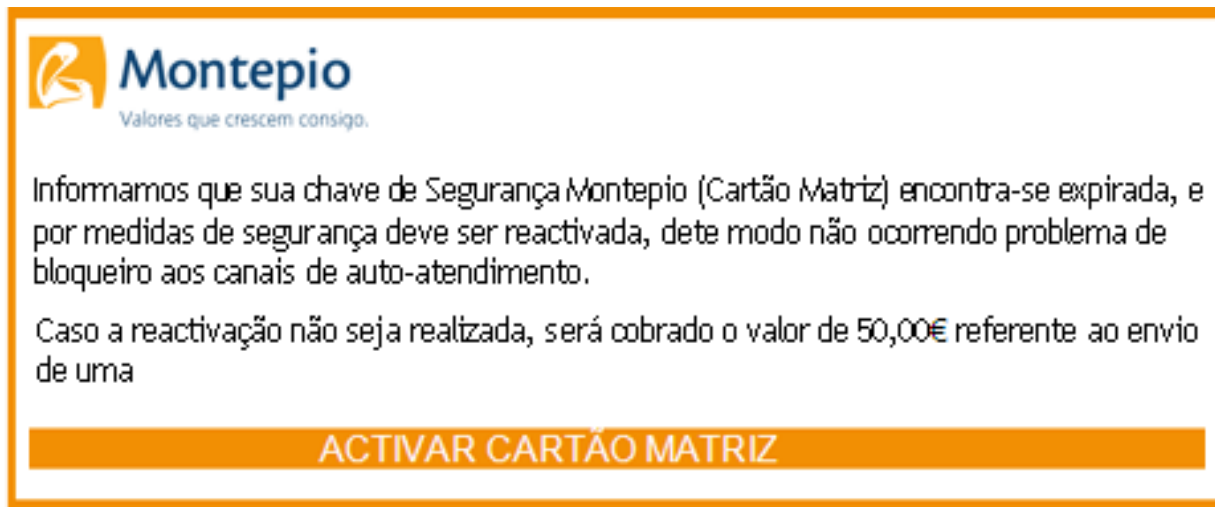 Montepio
Valores que crescem consigo.
Informamos que sua chave de Segurança Montepio (Cartão Matriz) encontra-se expirada, e
por medidas de segurança deve ser reactivada, dete modo não ocorrendo problema de
bloqueiro aos canais de auto-atendimento.
Caso a reactivação não seja realizada, será cobrado o valor de 50,00€ referente ao envio
de uma
ACTIVAR CARTÃO MATRIZ